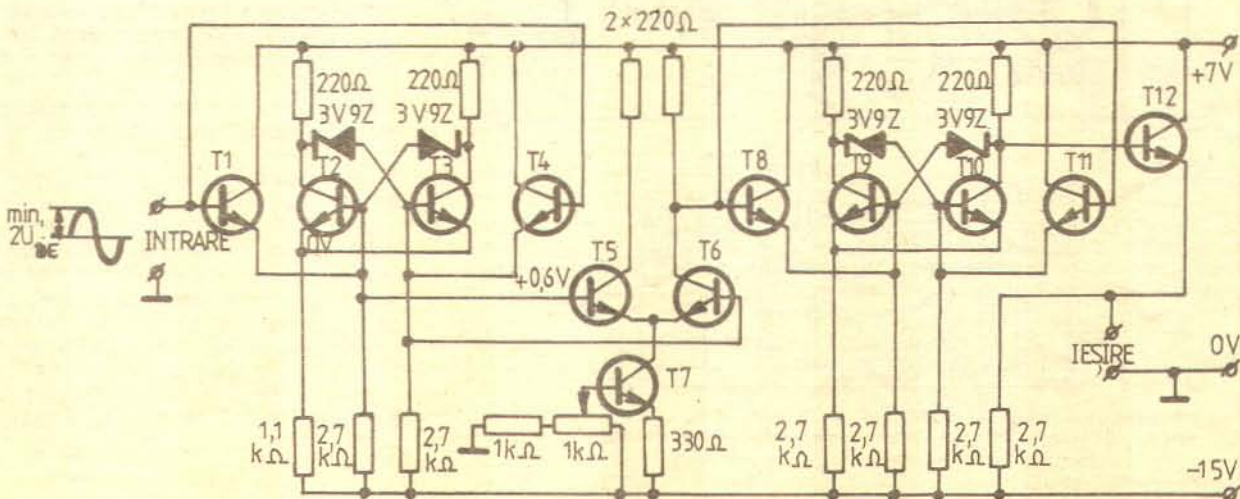 2×220Ω
220Ω
220Ω
3V9Z
3V9Z
220Ω
220Ω
3V9Z
3V9Z
+7V
T1
T2
T3
T4
T8
T9
T10
T11
T12
min.
2U BE
INTRARE
0V
T5
T6
+0,6V
T7
IEȘIRE
0V
1,1
kΩ
2,7
kΩ
2,7
kΩ
1kΩ
1kΩ
330Ω
2,7
kΩ
2,7
kΩ
2,7
kΩ
2,7
kΩ
–15V